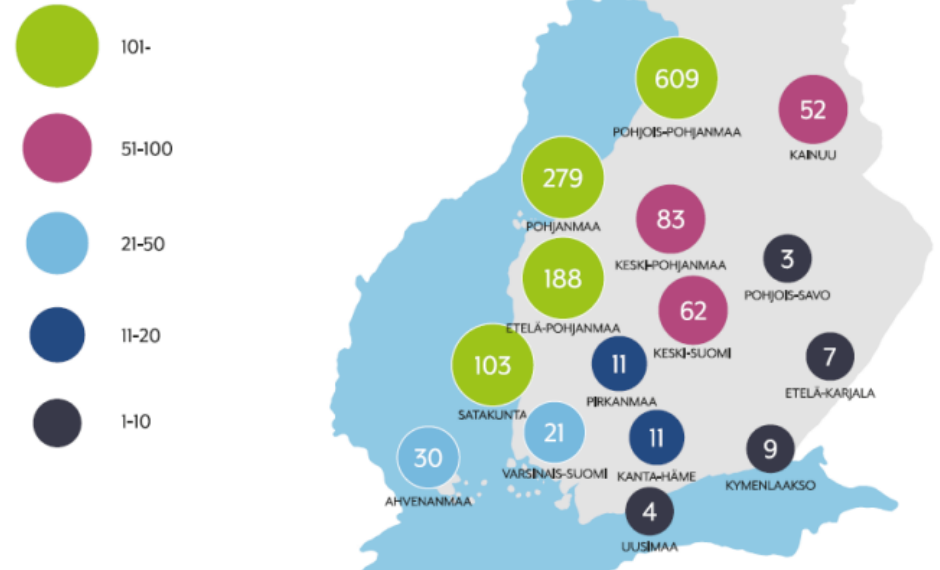 101-
51-100
21-50
11-20
1-10
609
POHJOIS-POHJANMAA
52
KAINUU
279
POHJANMAA
83
KESKI-POHJANMAA
3
POHJOIS-SAVO
188
ETELÄ-POHJANMAA
62
KESKI-SUOMI
103
SATAKUNTA
11
PIRKANMAA
7
ETELÄ-KARJALA
30
AHVENANMAA
21
VARSINAIS-SUOMI
11
KANTA-HÄME
9
KYMENLAAKSO
4
UUSIMAA